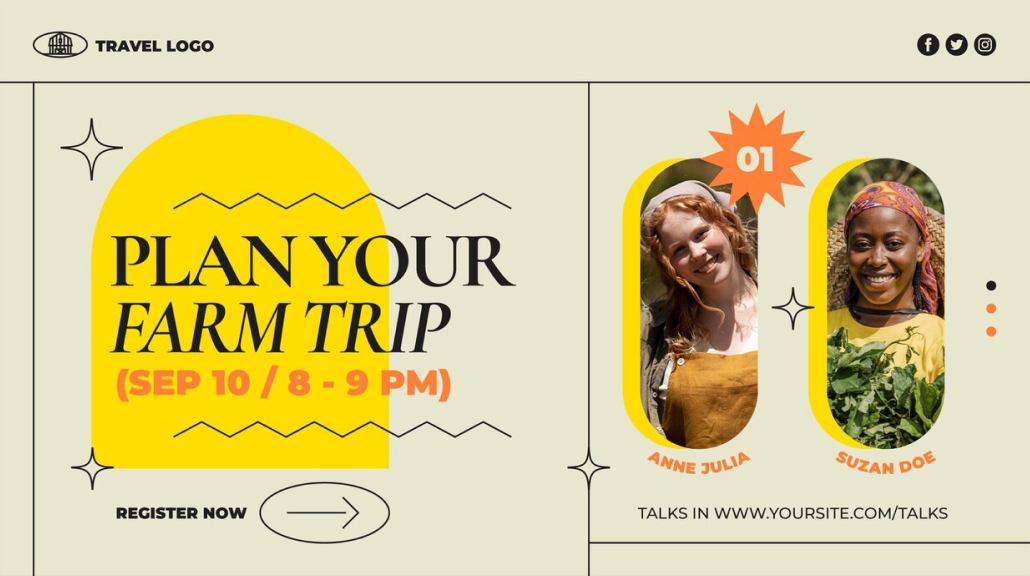 TRAVEL LOGO
PLAN YOUR
FARM TRIP
(SEP 10 / 8 - 9 PM)
REGISTER NOW
01
ANNE JULIA
SUZAN DOE
TALKS IN WWW.YOURSITE.COM/TALKS